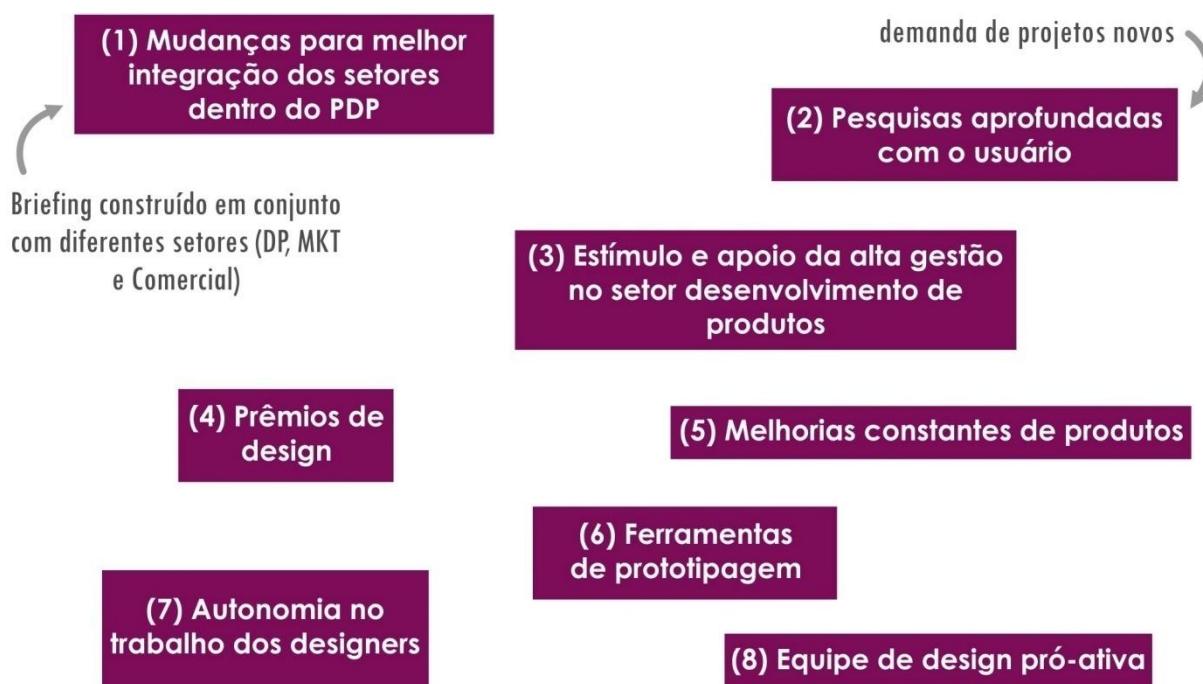 (1) Mudanças para melhor
integração dos setores
dentro do PDP
demanda de projetos novos
(2) Pesquisas aprofundadas
com o usuário
Briefing construído em conjunto
com diferentes setores (DP, MKT
e Comercial)
(3) Estímulo e apoio da alta gestão
no setor desenvolvimento de
produtos
(4) Prêmios de
design
(5) Melhorias constantes de produtos
(6) Ferramentas
de prototipagem
(7) Autonomia no
trabalho dos designers
(8) Equipe de design pró-ativa